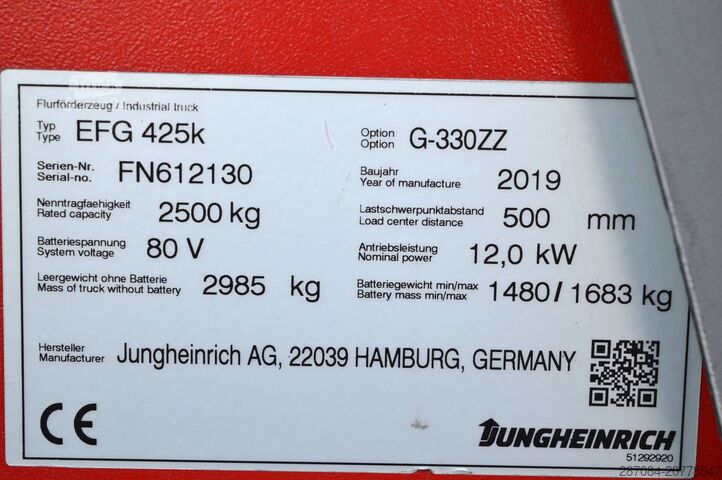 Flurförderzeug / Industrial truck
Typ
Type EFG 425k
Option
Option G-330ZZ
Serien-Nr.
Serial-no. FN612130
Baujahr
Year of manufacture 2019
Nenntragfaehigkeit
Rated capacity 2500 kg
Lastschwerpunktabstand
Load center distance 500 mm
Batteriespannung
System voltage 80 V
Antriebsleistung
Nominal power 12,0 kW
Leergewicht ohne Batterie
Mass of truck without battery 2985 kg
Batteriegewicht min/max
Battery mass min/max 1480/1683 kg
Hersteller
Manufacturer Jungheinrich AG, 22039 HAMBURG, GERMANY
CE
JUNGHEINRICH
51292920